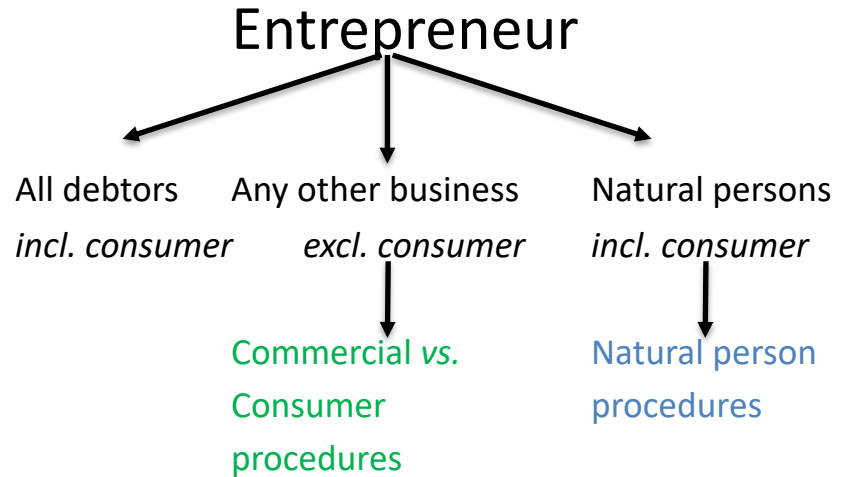 Entrepreneur
All debtors
incl. consumer
Any other business
excl. consumer
Natural persons
incl. consumer
Commercial vs.
Consumer
procedures
Natural person
procedures